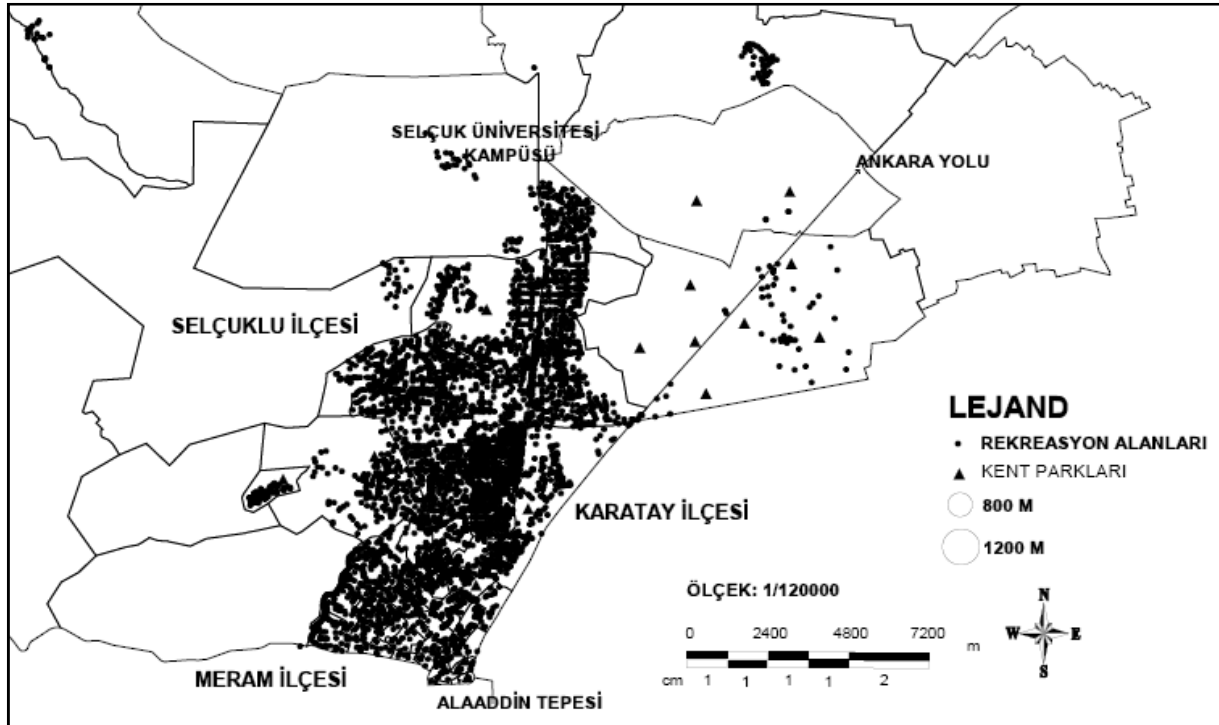 SELÇUK ÜNİVERSİTESİ
KAMPÜSÜ
ANKARA YOLU
SELÇUKLU İLÇESİ
LEJAND
REKREASYON ALANLARI
KENT PARKLARI
800 M
1200 M
KARATAY İLÇESİ
ÖLÇEK: 1/120000
0 2400 4800 7200 m
cm 1 1 1 1 2
N
W E
S
MERAM İLÇESİ
ALAADDİN TEPESİ